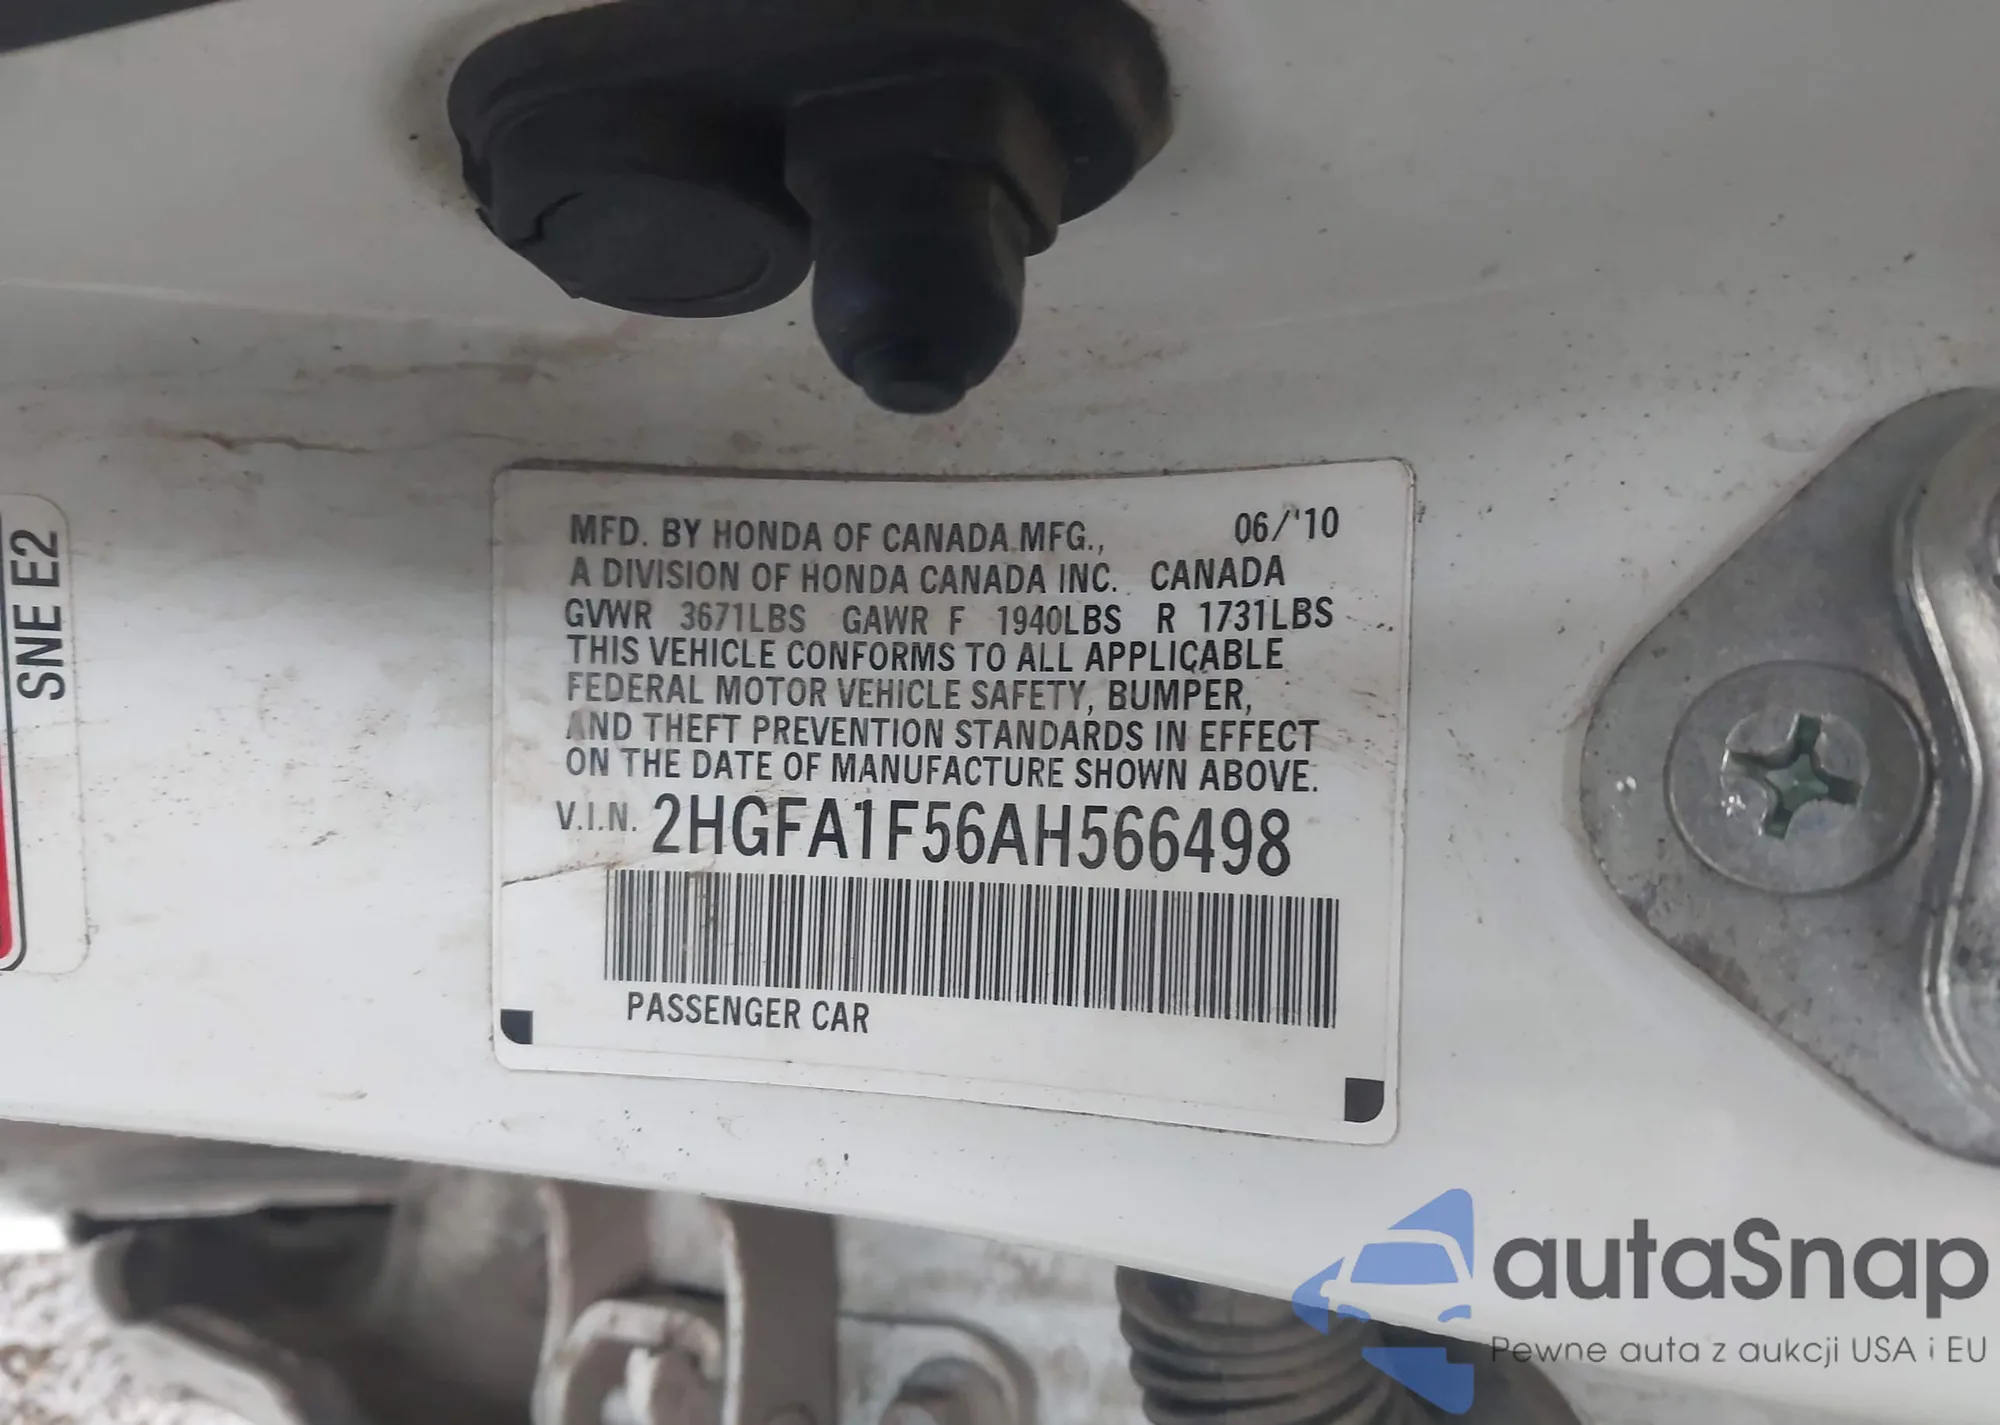 SNE E2
MFD. BY HONDA OF CANADA MFG., 06/'10
A DIVISION OF HONDA CANADA INC. CANADA
GVWR 3671LBS GAWR F 1940LBS R 1731LBS
THIS VEHICLE CONFORMS TO ALL APPLICABLE
FEDERAL MOTOR VEHICLE SAFETY, BUMPER,
AND THEFT PREVENTION STANDARDS IN EFFECT
ON THE DATE OF MANUFACTURE SHOWN ABOVE.
V.I.N. 2HGFA1F56AH566498
PASSENGER CAR
autaSnap
Pewne auta z aukcji USA i EU